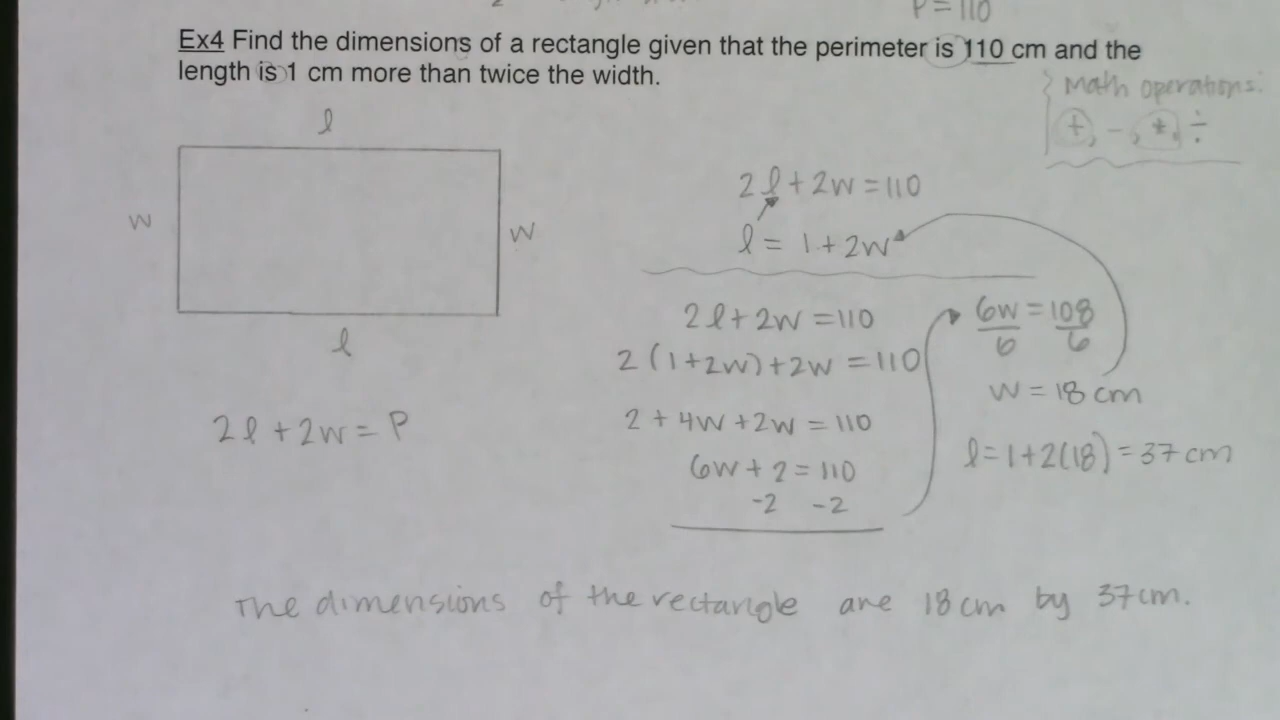 P = 110
Ex4 Find the dimensions of a rectangle given that the perimeter is 110 cm and the
length is 1 cm more than twice the width.
Math operations:
+, -, *, ÷
l
w
w
l
2l + 2w = P
2l + 2w = 110
l = 1 + 2w
2l + 2w = 110
2(1+2w)+2w = 110
2 + 4w + 2w = 110
6w + 2 = 110
-2 -2
6w = 108
6 6
w = 18 cm
l = 1+2(18) = 37 cm
The dimensions of the rectangle are 18 cm by 37 cm.